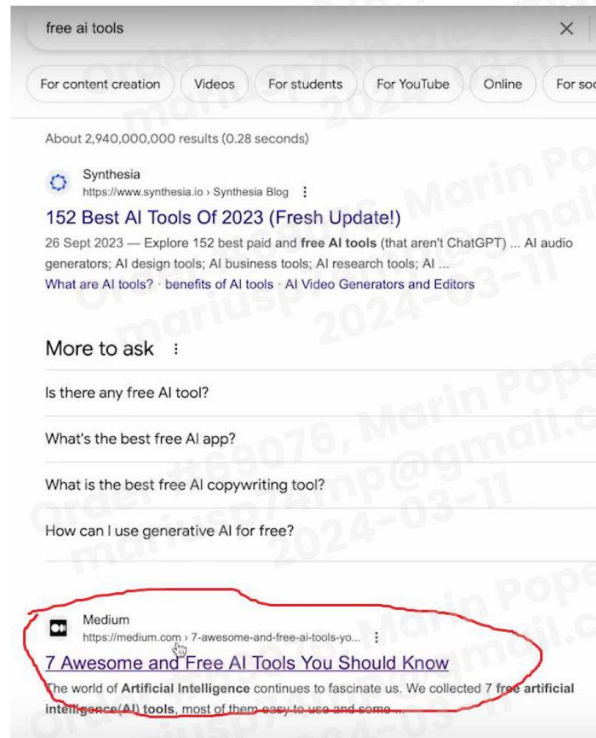 free ai tools
For content creation Videos For students For YouTube Online For soc
About 2,940,000,000 results (0.28 seconds)
Synthesia
https://www.synthesia.io › Synthesia Blog
152 Best AI Tools Of 2023 (Fresh Update!)
26 Sept 2023 — Explore 152 best paid and free AI tools (that aren't ChatGPT) ... AI audio
generators; AI design tools; AI business tools; AI research tools; AI ...
What are AI tools? · benefits of AI tools · AI Video Generators and Editors
More to ask
Is there any free AI tool?
What's the best free AI app?
What is the best free AI copywriting tool?
How can I use generative AI for free?
Medium
https://medium.com › 7-awesome-and-free-ai-tools-yo...
7 Awesome and Free AI Tools You Should Know
The world of Artificial Intelligence continues to fascinate us. We collected 7 free artificial
intelligence(AI) tools, most of them easy to use and some ...